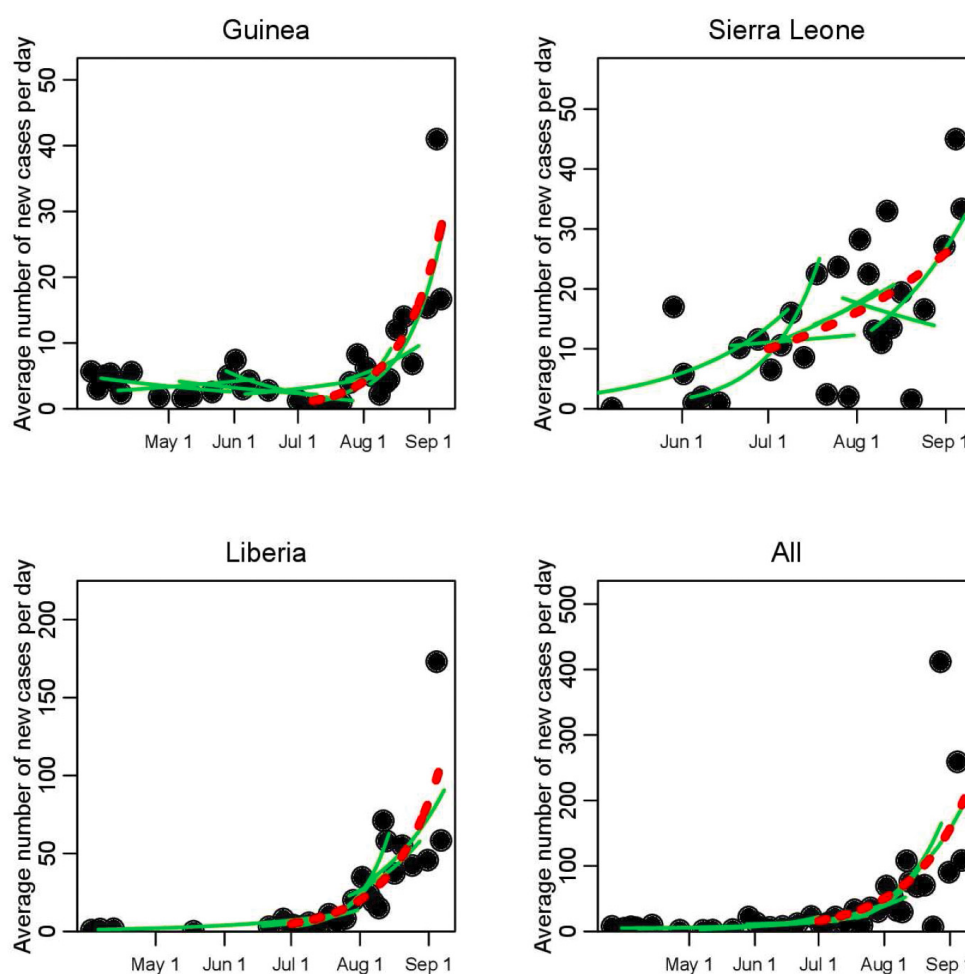 Guinea
Average number of new cases per day
50
40
30
20
10
0
May 1 Jun 1 Jul 1 Aug 1 Sep 1
Sierra Leone
Average number of new cases per day
50
40
30
20
10
0
Jun 1 Jul 1 Aug 1 Sep 1
Liberia
Average number of new cases per day
200
150
100
50
0
May 1 Jun 1 Jul 1 Aug 1 Sep 1
All
Average number of new cases per day
500
400
300
200
100
0
May 1 Jun 1 Jul 1 Aug 1 Sep 1